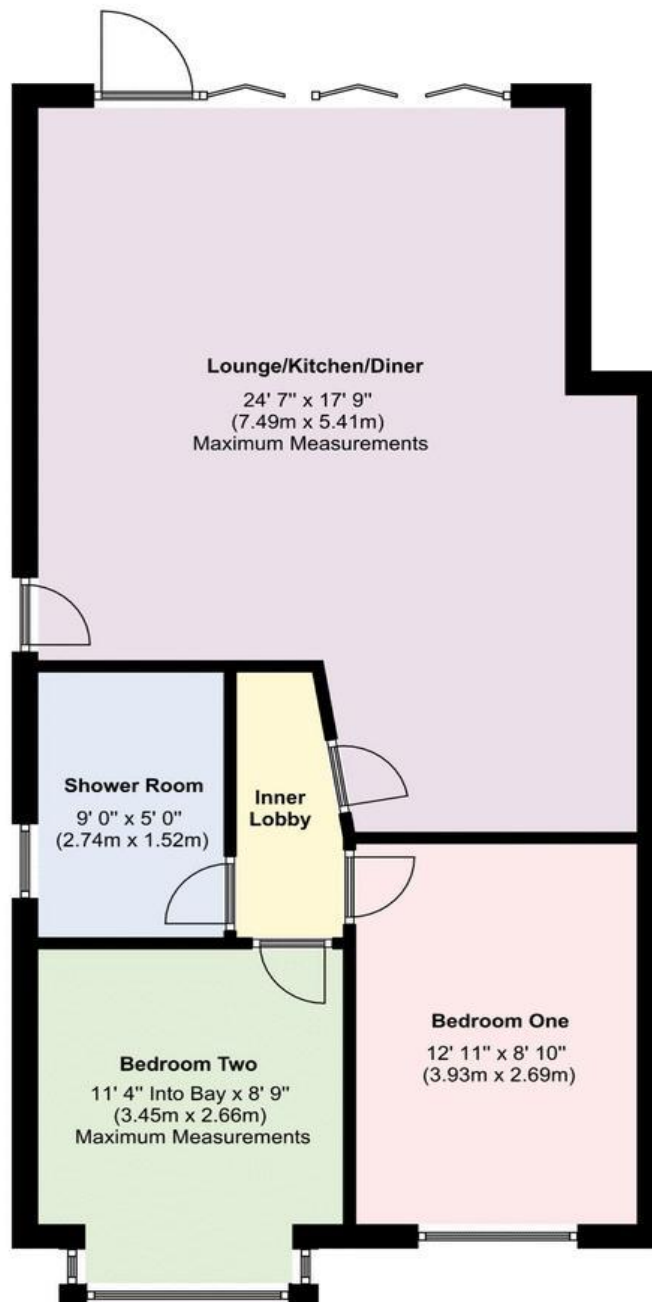 Lounge/Kitchen/Diner
24' 7" x 17' 9"
(7.49m x 5.41m)
Maximum Measurements
Shower Room
9' 0" x 5' 0"
(2.74m x 1.52m)
Inner
Lobby
Bedroom One
12' 11" x 8' 10"
(3.93m x 2.69m)
Bedroom Two
11' 4" Into Bay x 8' 9"
(3.45m x 2.66m)
Maximum Measurements